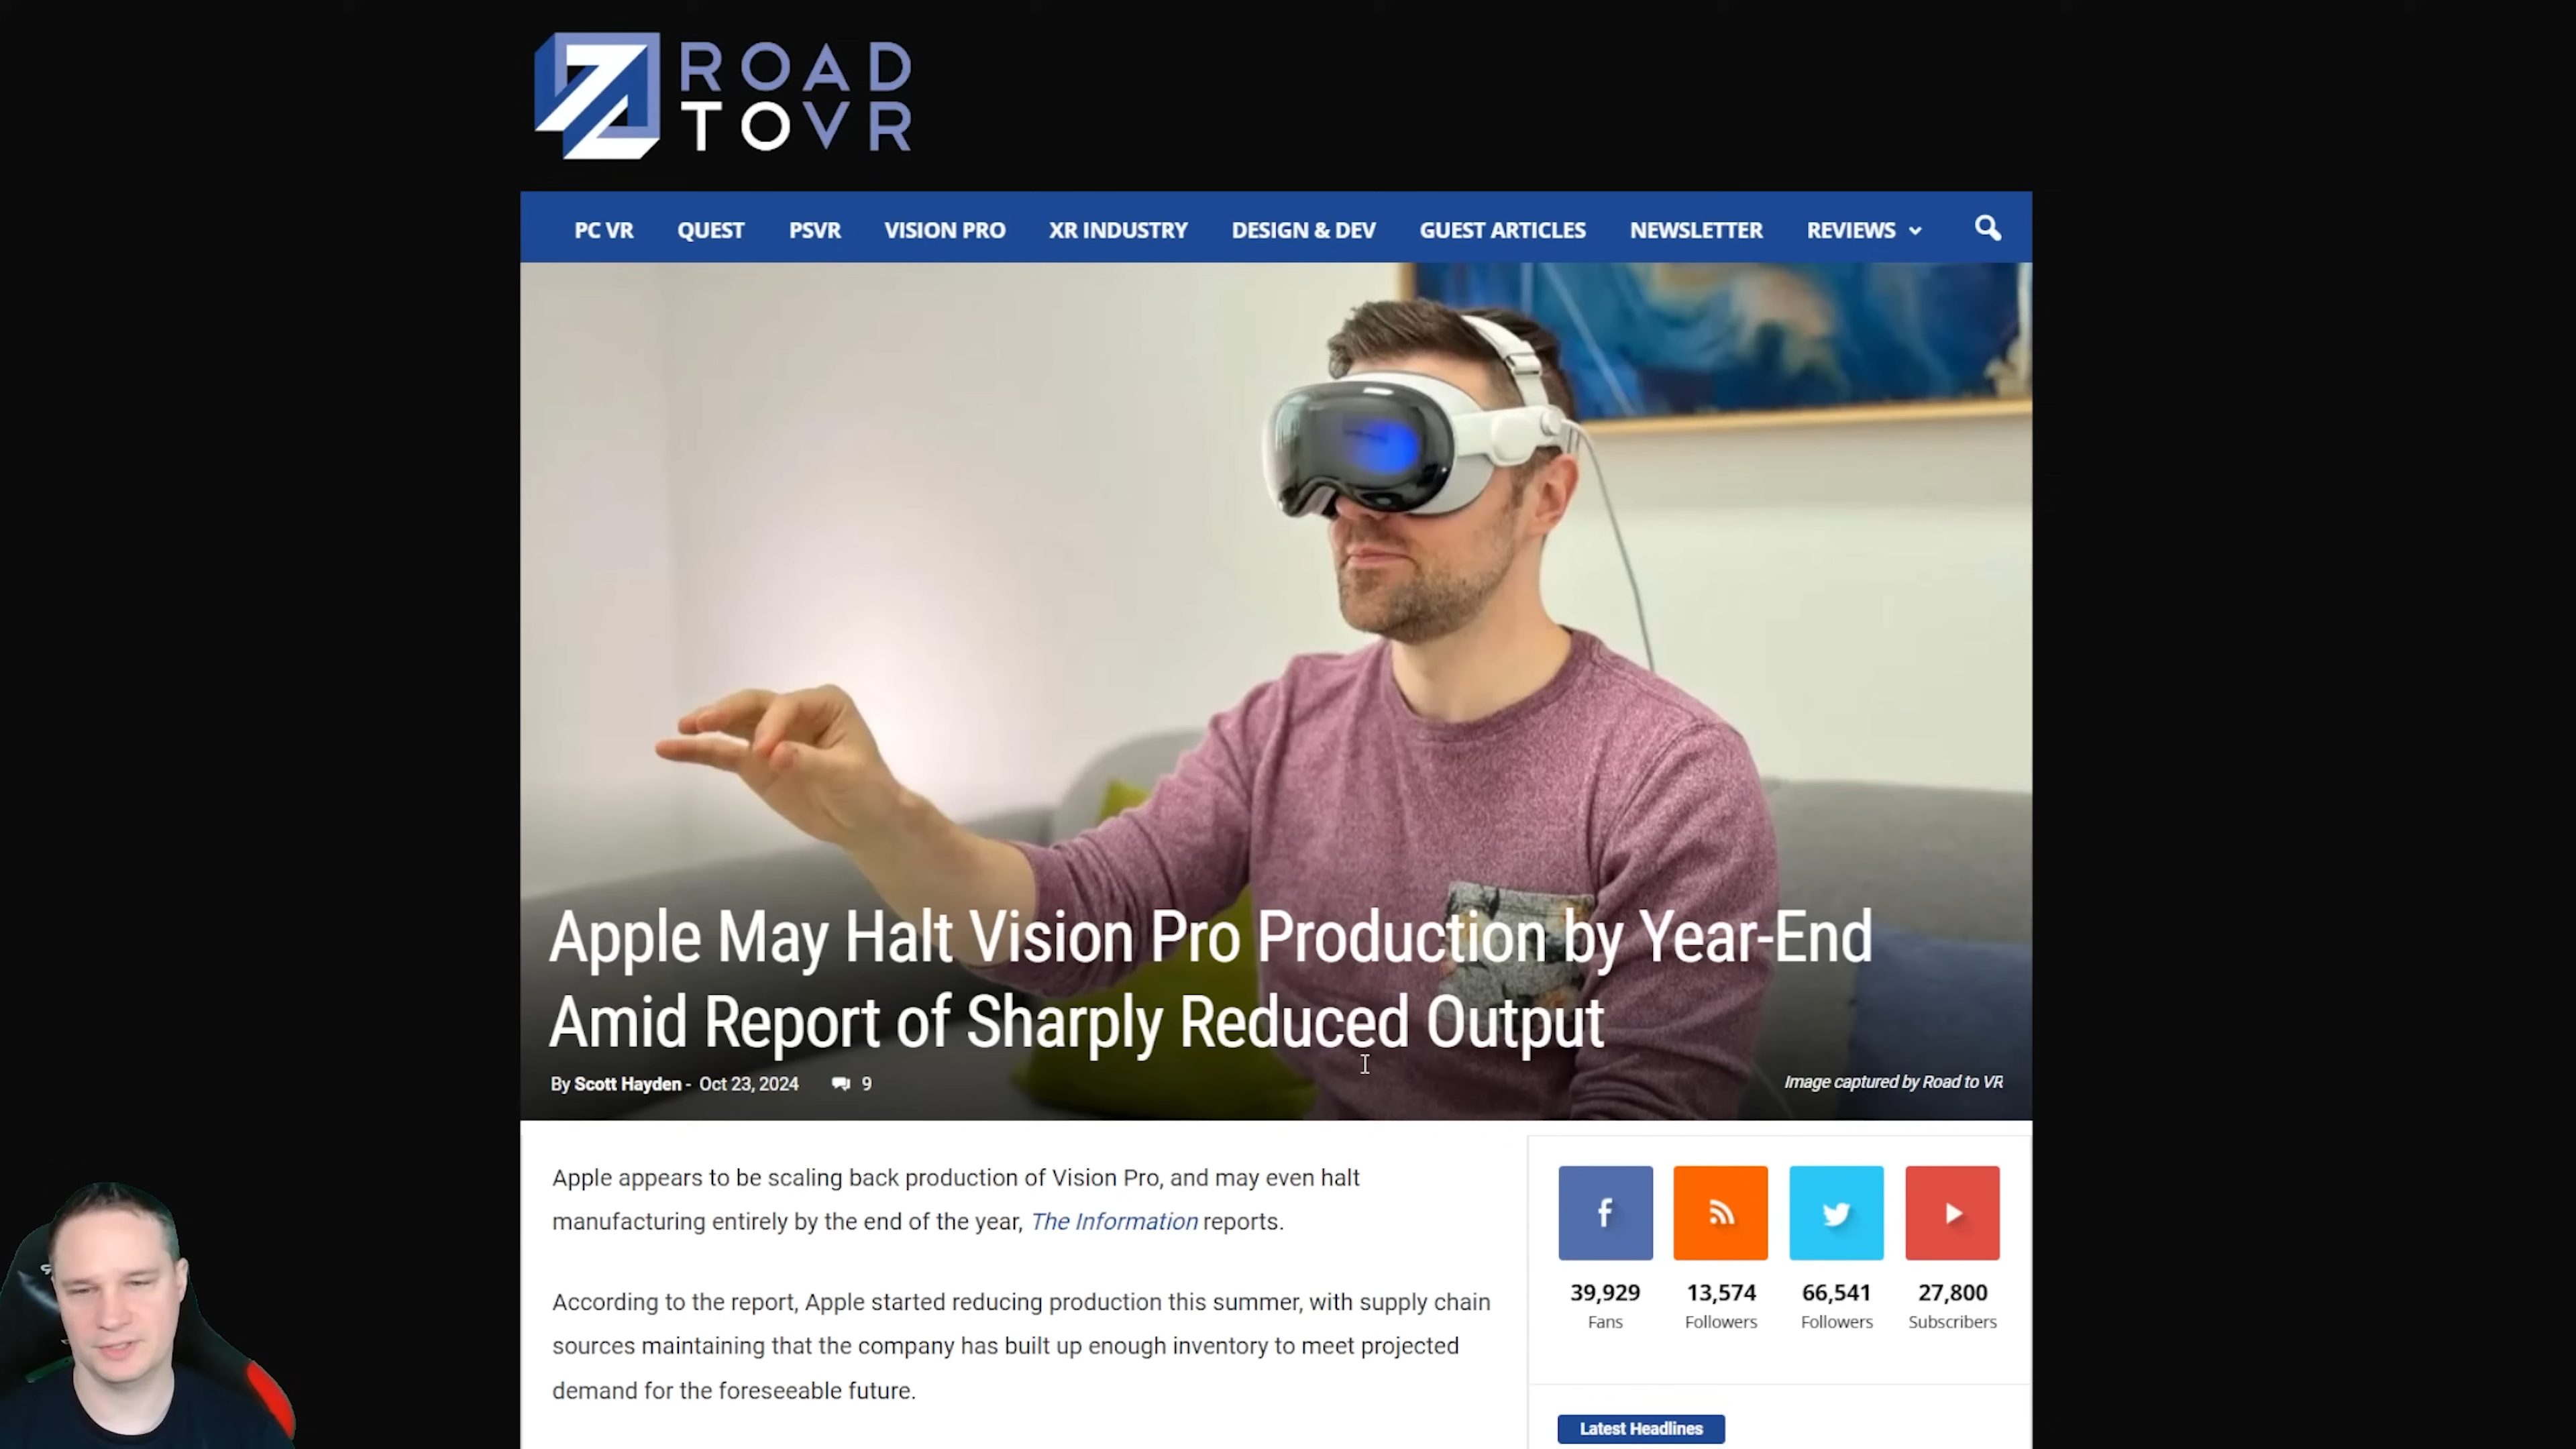 ROAD
TOVR
PC VR QUEST PSVR VISION PRO XR INDUSTRY DESIGN & DEV GUEST ARTICLES NEWSLETTER REVIEWS
Apple May Halt Vision Pro Production by Year-End
Amid Report of Sharply Reduced Output
By Scott Hayden - Oct 23, 2024 9
Image captured by Road to VR
Apple appears to be scaling back production of Vision Pro, and may even halt
manufacturing entirely by the end of the year, The Information reports.
According to the report, Apple started reducing production this summer, with supply chain
sources maintaining that the company has built up enough inventory to meet projected
demand for the foreseeable future.
39,929 13,574 66,541 27,800
Fans Followers Followers Subscribers
Latest Headlines